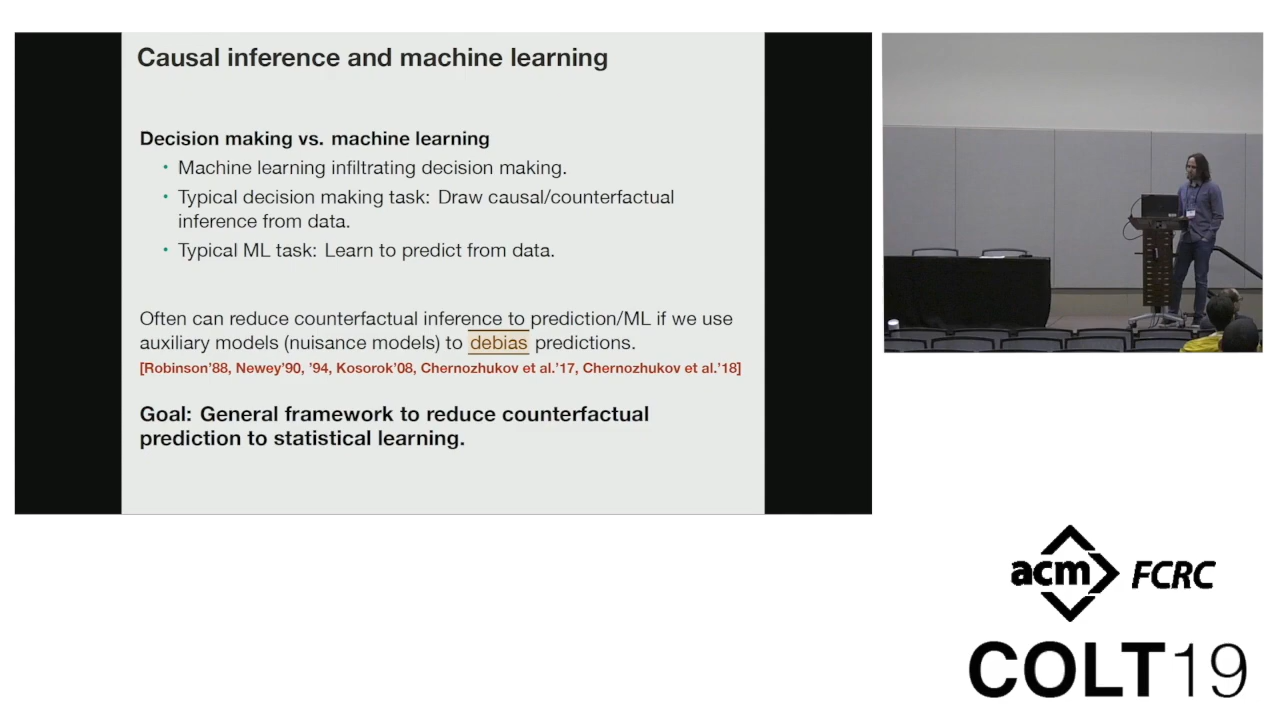 Causal inference and machine learning
Decision making vs. machine learning
• Machine learning infiltrating decision making.
• Typical decision making task: Draw causal/counterfactual
inference from data.
• Typical ML task: Learn to predict from data.
Often can reduce counterfactual inference to prediction/ML if we use
auxiliary models (nuisance models) to debias predictions.
[Robinson'88, Newey'90, '94, Kosorok'08, Chernozhukov et al.'17, Chernozhukov et al.'18]
Goal: General framework to reduce counterfactual
prediction to statistical learning.
acm FCRC
COLT19